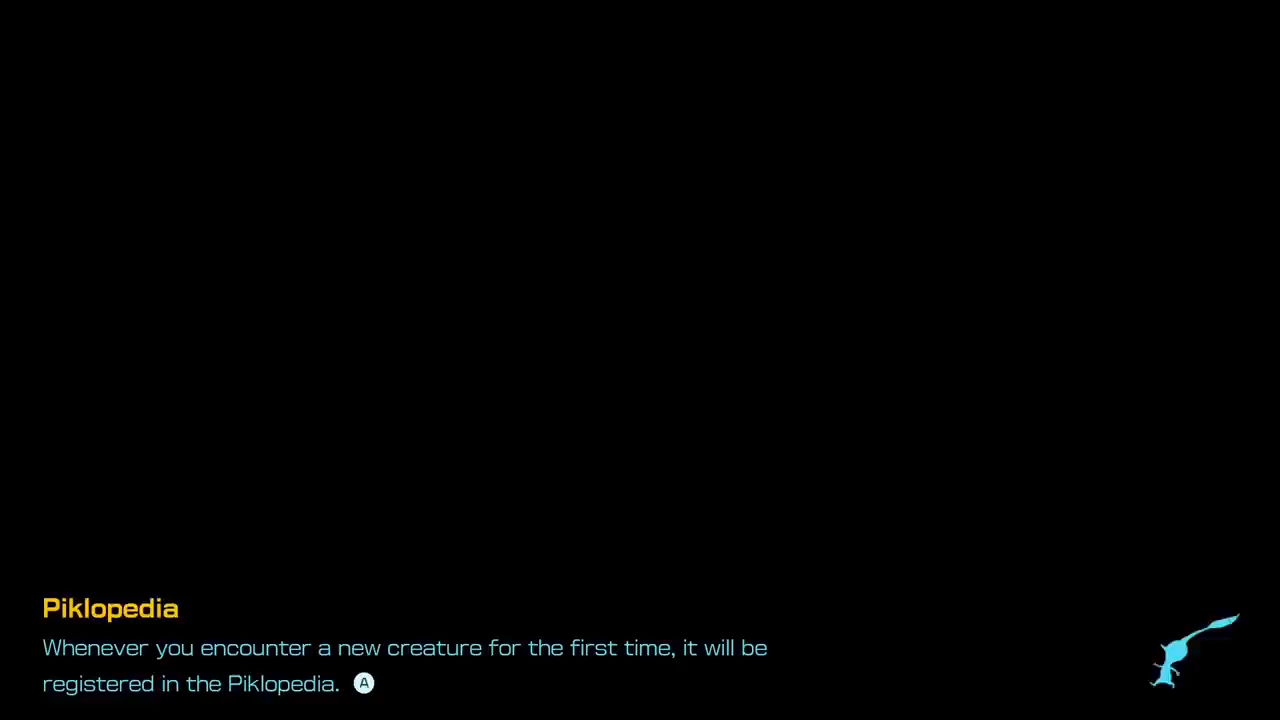 Piklopedia
Whenever you encounter a new creature for the first time, it will be
registered in the Piklopedia. A